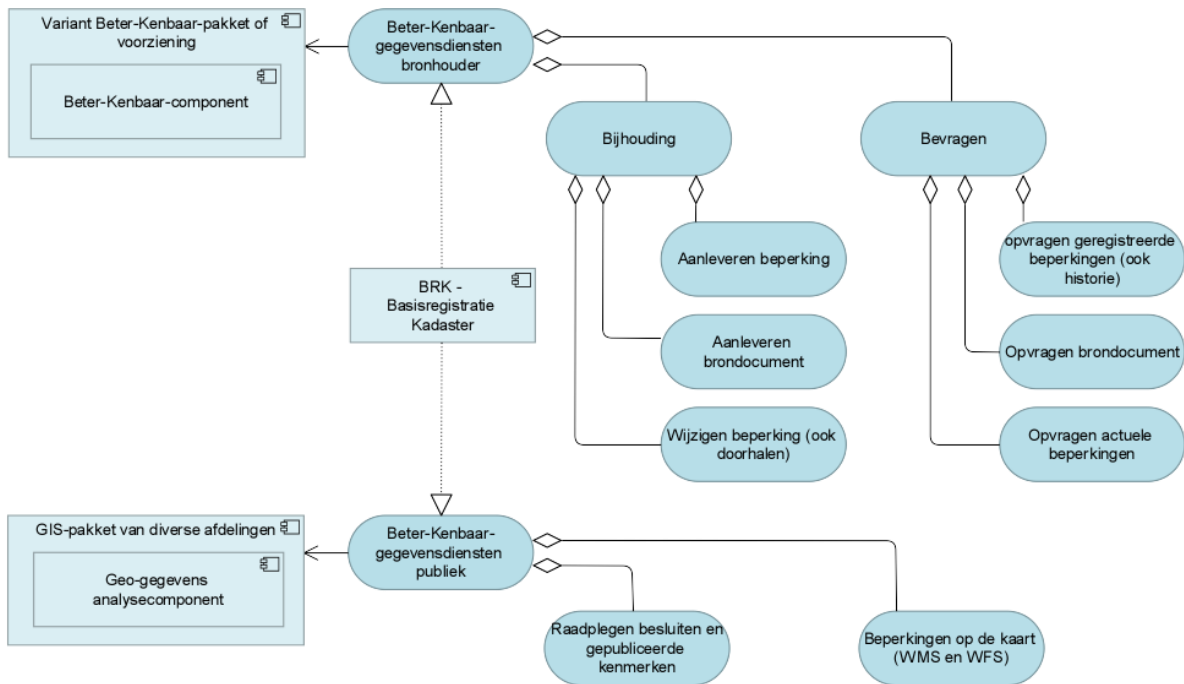 Variant Beter-Kenbaar-pakket of
voorziening
Beter-Kenbaar-component
Beter-Kenbaar-
gegevensdiensten
bronhouder
Bijhouding
Bevragen
Aanleveren beperking
opvragen geregistreerde
beperkingen (ook
historie)
BRK -
Basisregistratie
Kadaster
Aanleveren
brondocument
Opvragen brondocument
Wijzigen beperking (ook
doorhalen)
Opvragen actuele
beperkingen
GIS-pakket van diverse afdelingen
Geo-gegevens
analysecomponent
Beter-Kenbaar-
gegevensdiensten
publiek
Raadplegen besluiten en
gepubliceerde
kenmerken
Beperkingen op de kaart
(WMS en WFS)